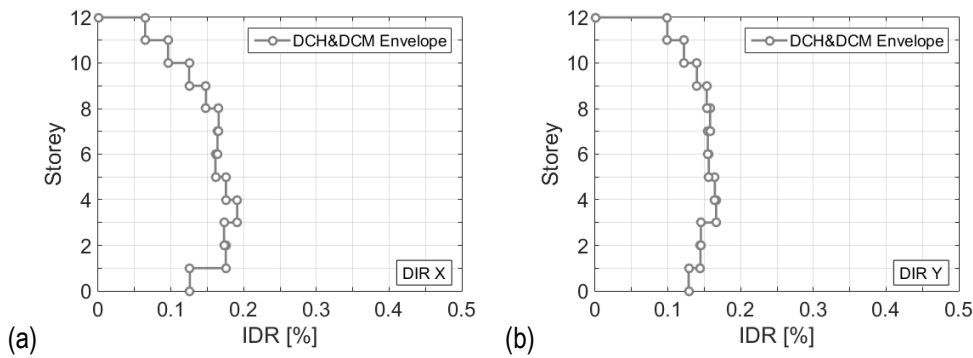 12
10
8
6
4
2
0
Storey
DCH&DCM Envelope
DIR X
0 0.1 0.2 0.3 0.4 0.5
IDR [%]
(a)
12
10
8
6
4
2
0
Storey
DCH&DCM Envelope
DIR Y
0 0.1 0.2 0.3 0.4 0.5
IDR [%]
(b)